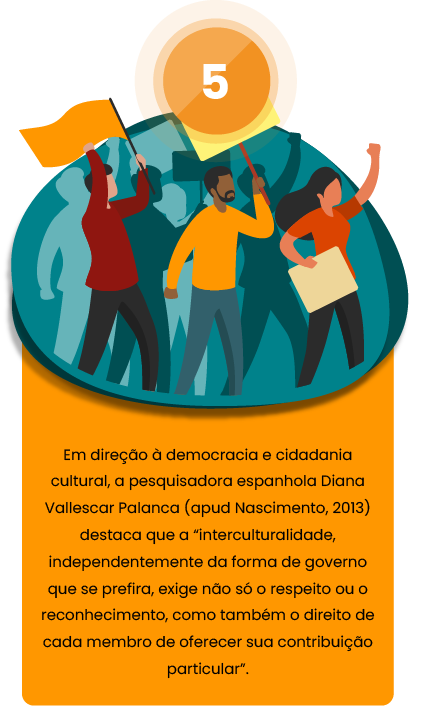 5
Em direção à democracia e cidadania
cultural, a pesquisadora espanhola Diana
Vallescar Palanca (apud Nascimento, 2013)
destaca que a “interculturalidade,
independentemente da forma de governo
que se prefira, exige não só o respeito ou o
reconhecimento, como também o direito de
cada membro de oferecer sua contribuição
particular”.